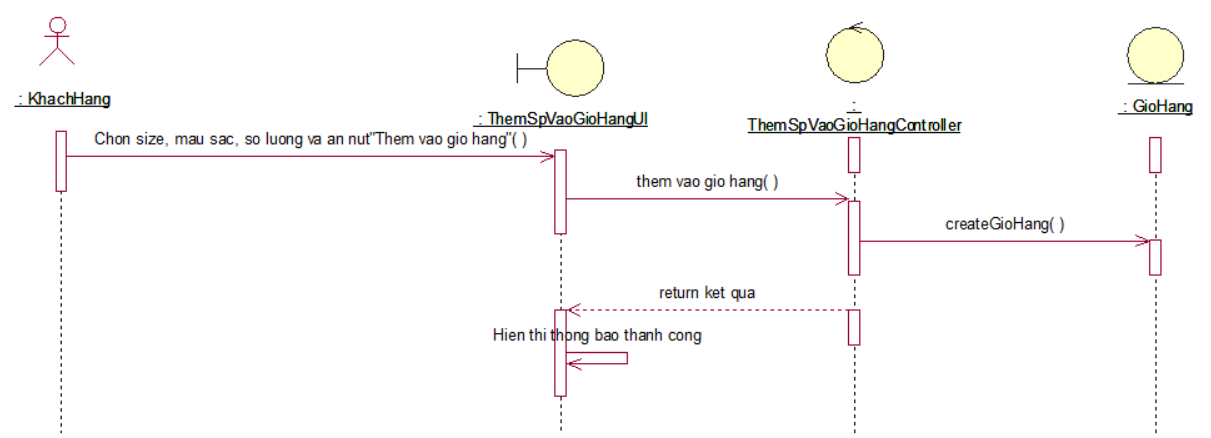 : KhachHang
: ThemSpVaoGioHangUI
:
ThemSpVaoGioHangController
: GioHang
Chon size, mau sac, so luong va an nut"Them vao gio hang"( )
them vao gio hang( )
createGioHang( )
return ket qua
Hien thi thong bao thanh cong